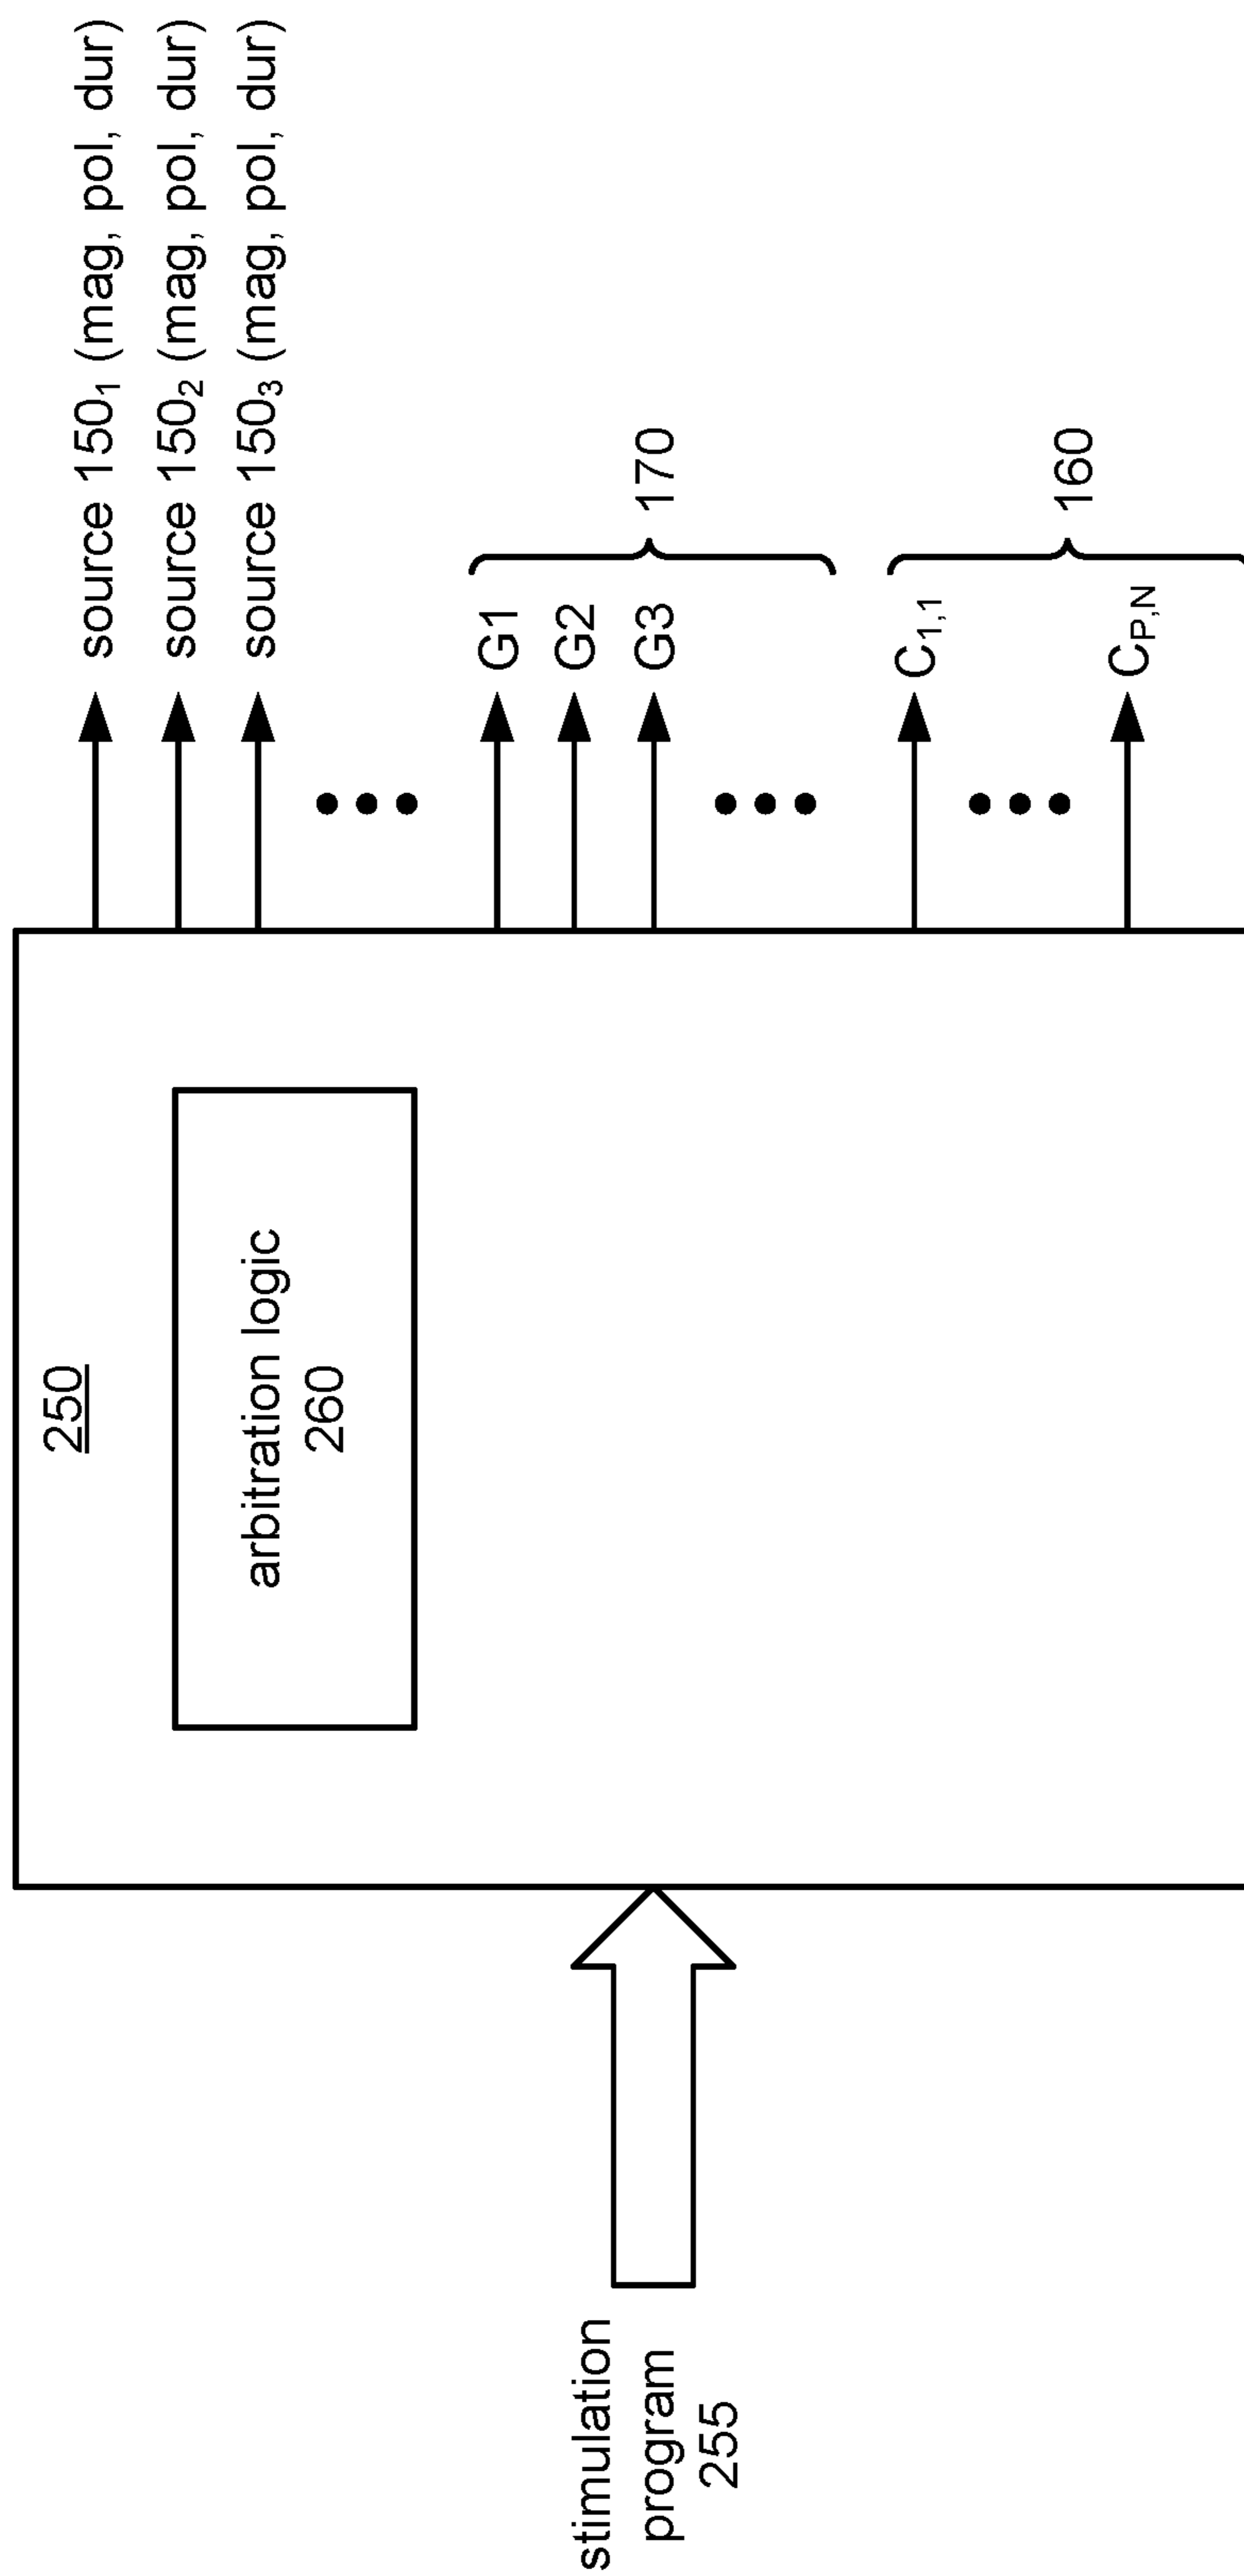 250
arbitration logic
260
stimulation
program
255
source 150₁ (mag, pol, dur)
source 150₂ (mag, pol, dur)
source 150₃ (mag, pol, dur)
G1
G2
G3
170
C₁,₁
C_P,N
160